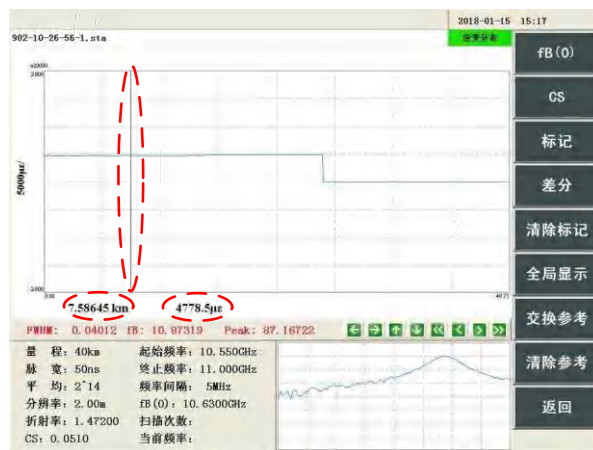 2018-01-15 15:17
902-10-26-56-1.sta
应变分布
fB(0)
CS
标记
差分
清除标记
全局显示
交换参考
清除参考
返回
5000με/
7.58645 km 4778.5με
FWHM: 0.04012 fB: 10.87319 Peak: 87.16722
量 程: 40km 起始频率: 10.550GHz
脉 宽: 50ns 终止频率: 11.000GHz
平 均: 2^14 频率间隔: 5MHz
分辨率: 2.00m fB(0): 10.6300GHz
折射率: 1.47200 扫描次数:
CS: 0.0510 当前频率: